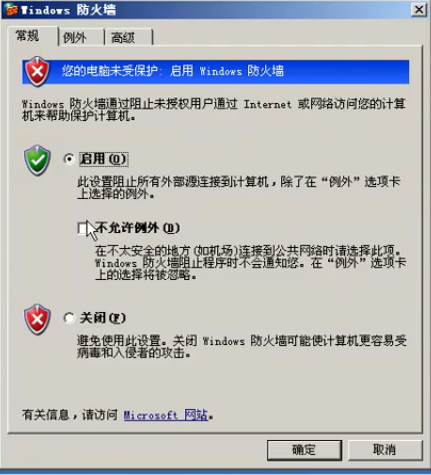 Windows 防火墙
常规 例外 高级
您的电脑未受保护: 启用 Windows 防火墙
Windows 防火墙通过阻止未授权用户通过 Internet 或网络访问您的计算
机来帮助保护计算机。
启用(O)
此设置阻止所有外部源连接到计算机，除了在“例外”选项卡
上选择的例外。
不允许例外(D)
在不太安全的地方(如机场)连接到公共网络时请选择此项。
Windows 防火墙阻止程序时不会通知您。在“例外”选项卡
上的选择将被忽略。
关闭(F)
避免使用此设置。关闭 Windows 防火墙可能使计算机更容易受
病毒和入侵者的攻击。
有关信息，请访问 Microsoft 网站。
确定 取消